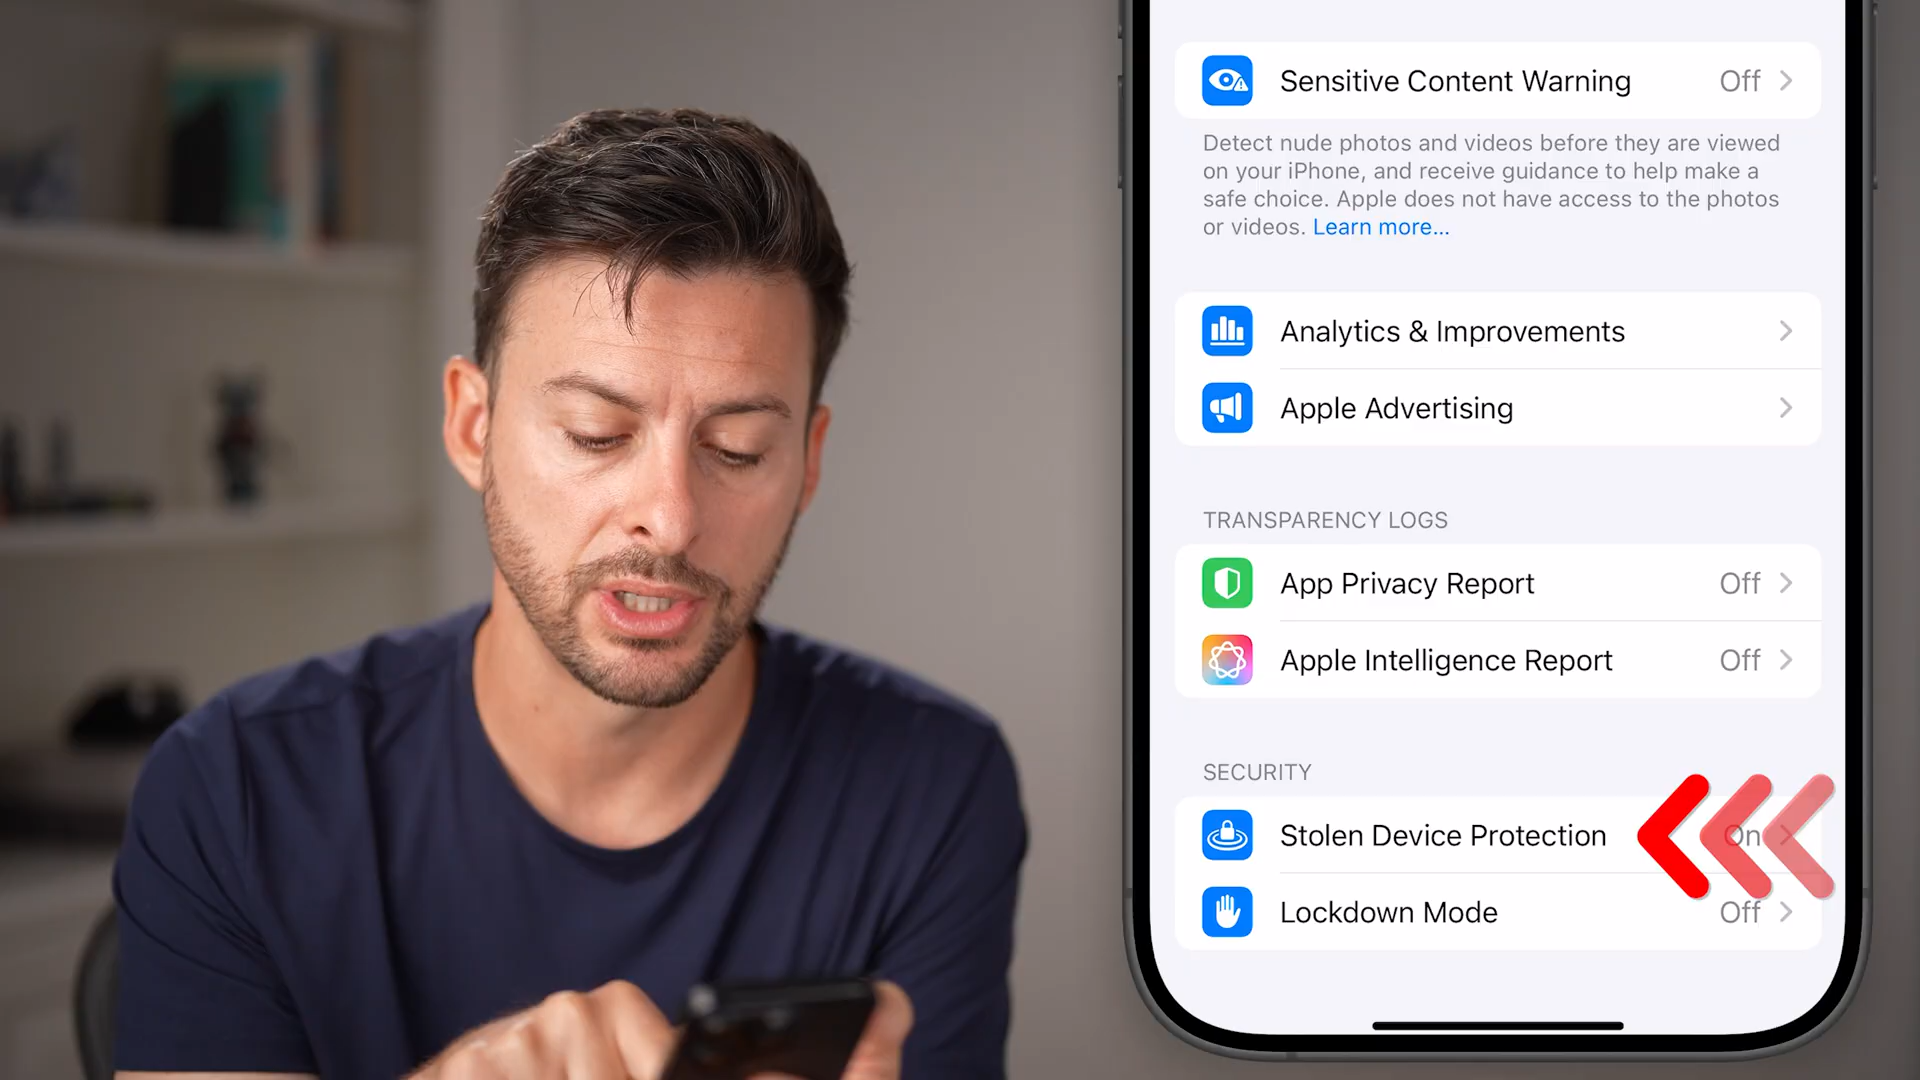 Sensitive Content Warning Off
Detect nude photos and videos before they are viewed
on your iPhone, and receive guidance to help make a
safe choice. Apple does not have access to the photos
or videos. Learn more...
Analytics & Improvements
Apple Advertising
TRANSPARENCY LOGS
App Privacy Report Off
Apple Intelligence Report Off
SECURITY
Stolen Device Protection On
Lockdown Mode Off